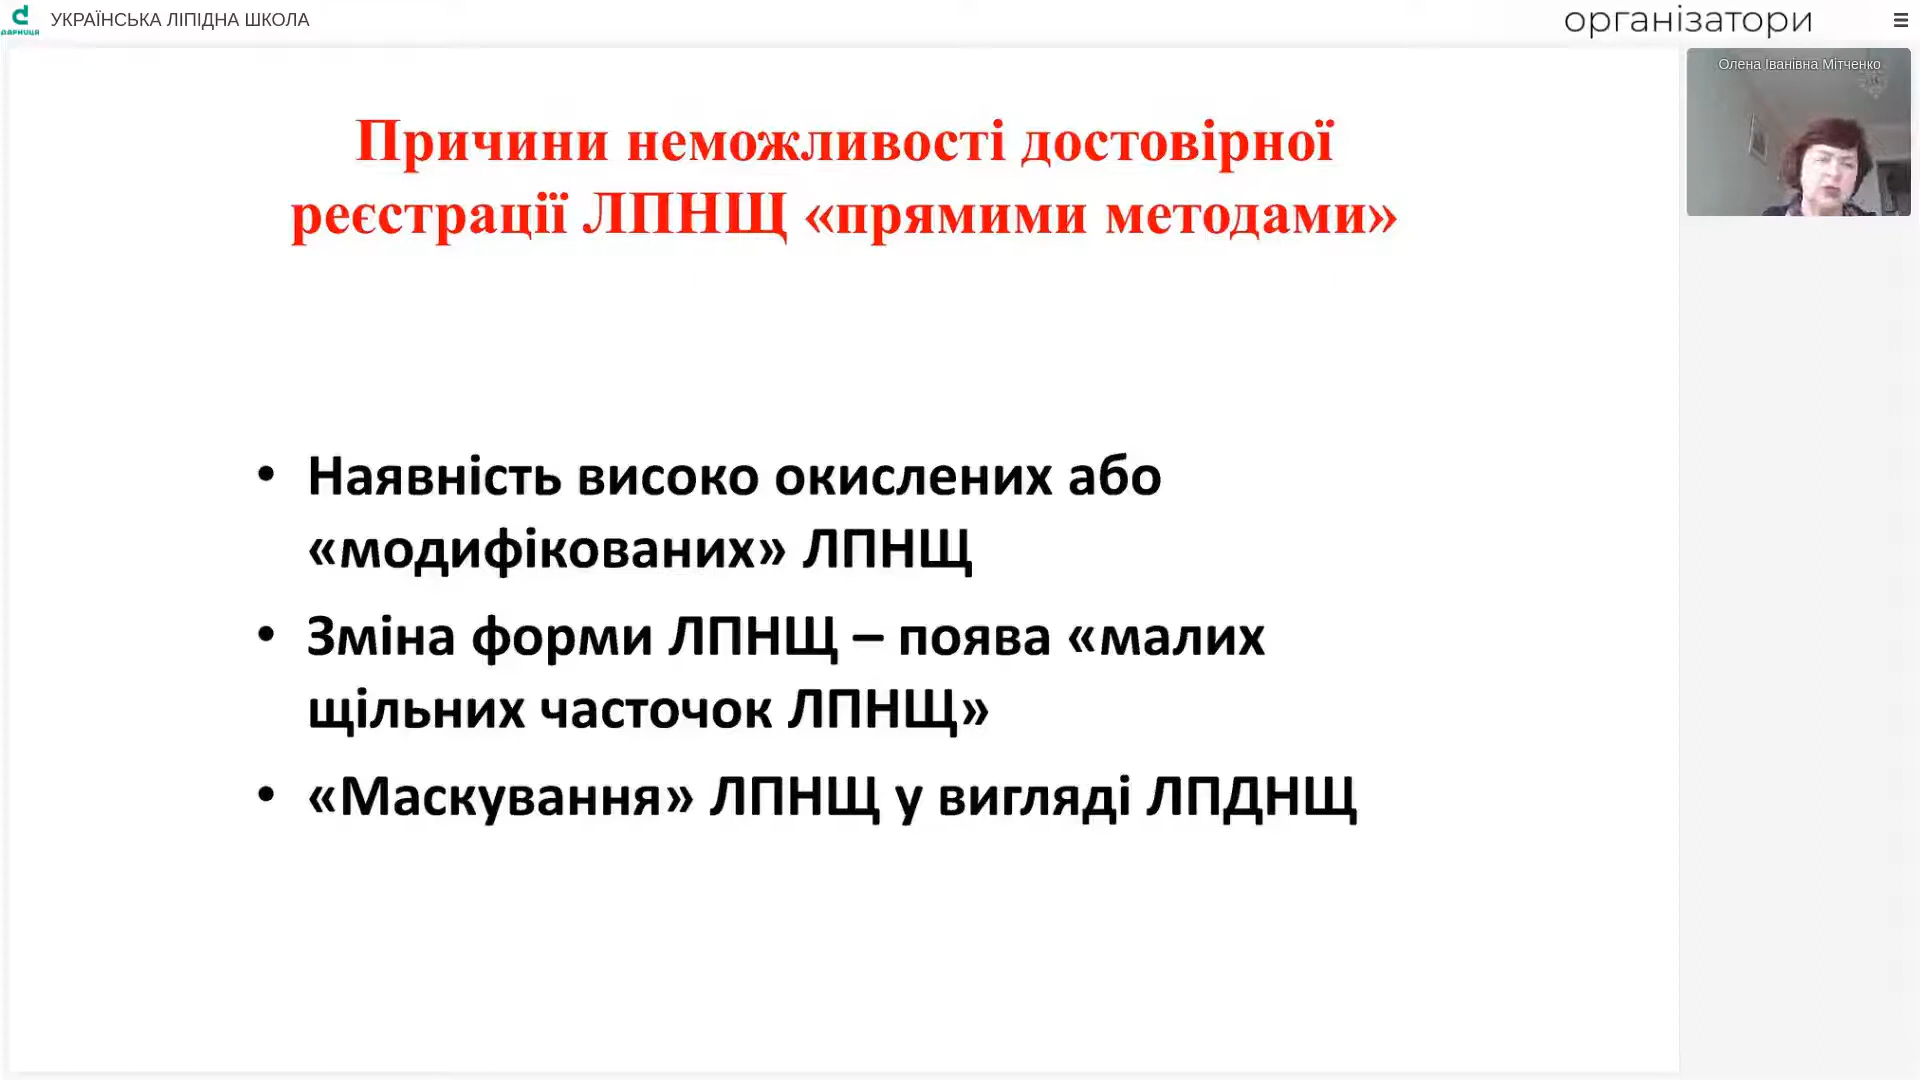 ДАРНИЦЯ
УКРАЇНСЬКА ЛІПІДНА ШКОЛА
організатори
Олена Іванівна Мітченко
Причини неможливості достовірної
реєстрації ЛПНЩ «прямими методами»
• Наявність високо окислених або
«модифікованих» ЛПНЩ
• Зміна форми ЛПНЩ – поява «малих
щільних часточок ЛПНЩ»
• «Маскування» ЛПНЩ у вигляді ЛПДНЩ